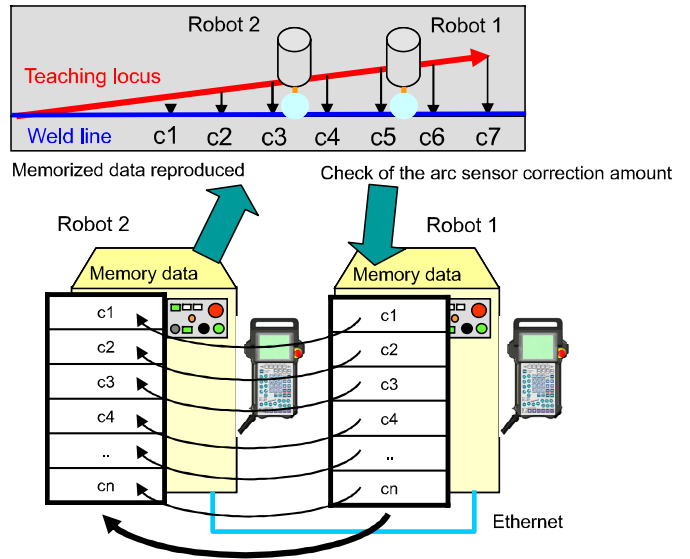 Robot 2
Robot 1
Teaching locus
Weld line
c1 c2 c3 c4 c5 c6 c7
Memorized data reproduced
Check of the arc sensor correction amount
Robot 2
Robot 1
Memory data
Memory data
c1
c1
c2
c2
c3
c3
c4
c4
..
..
cn
cn
Ethernet